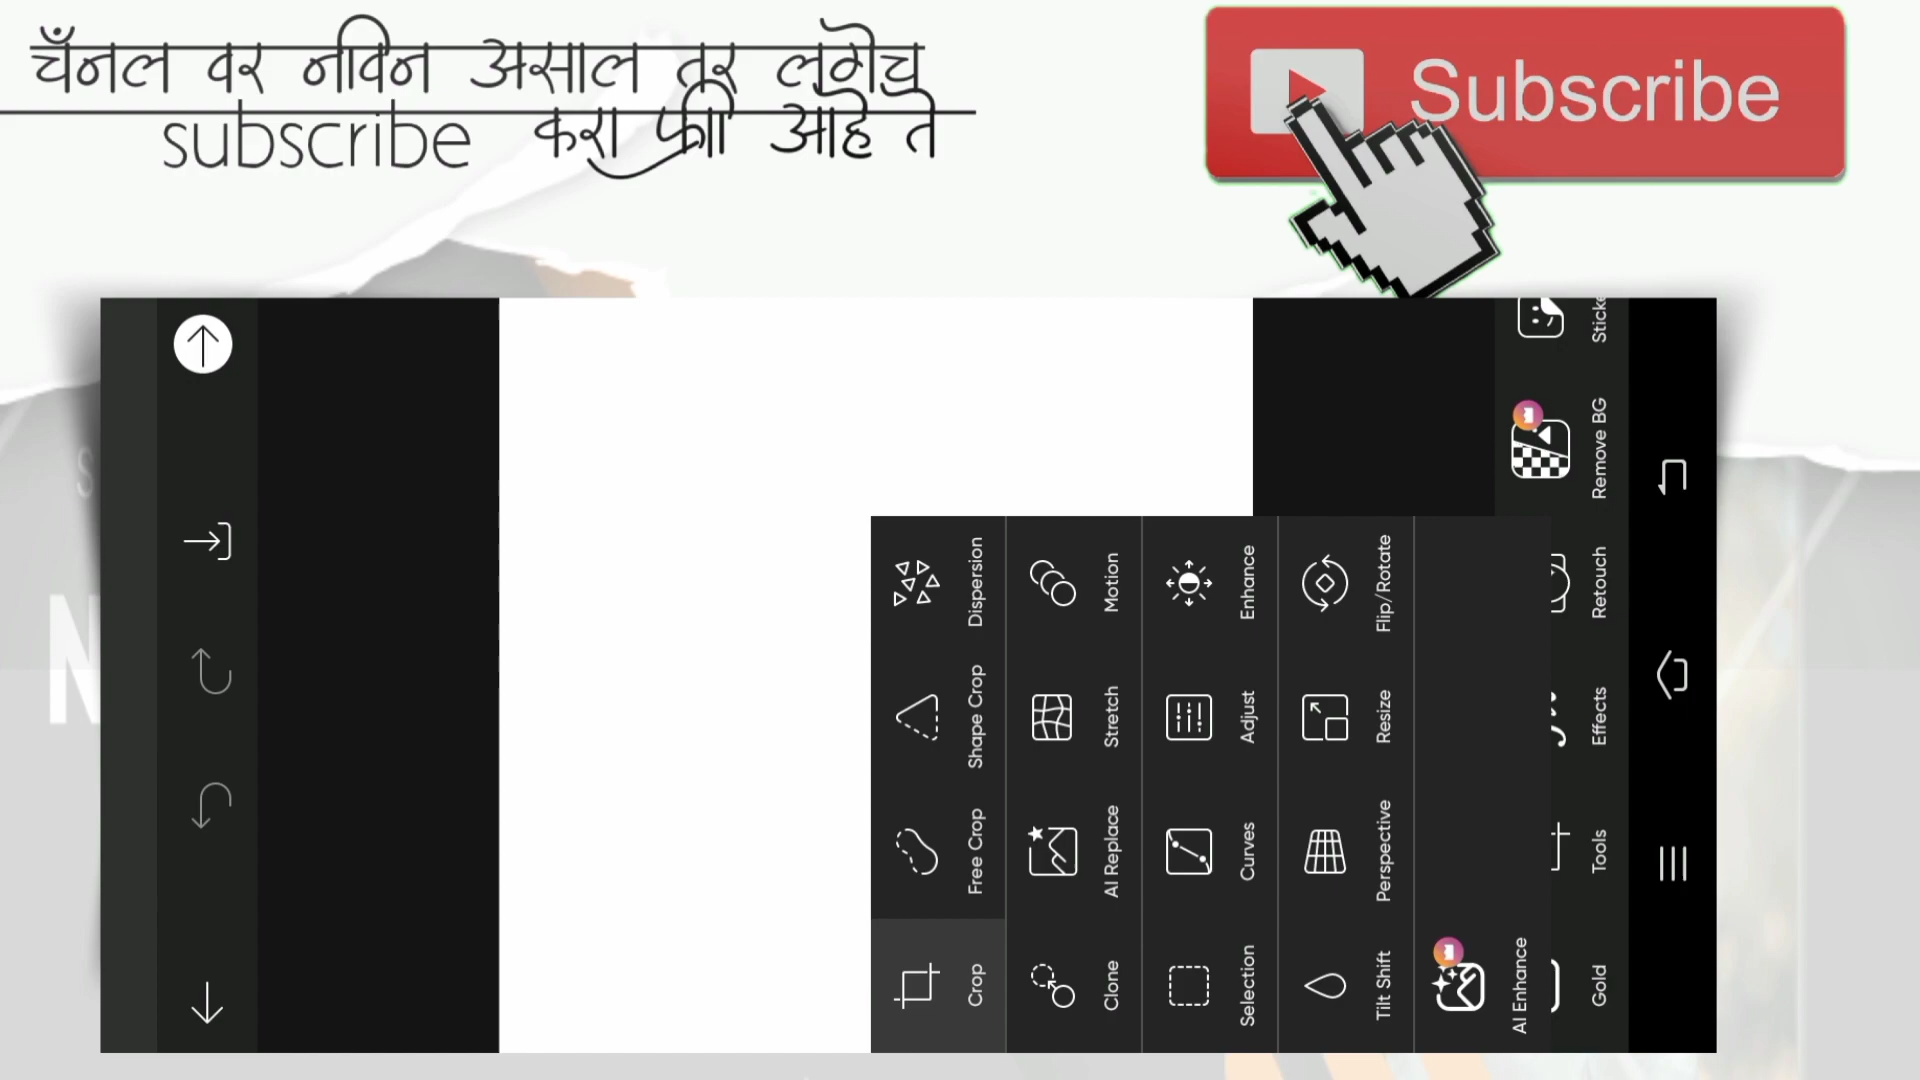 चॅंनल वर नविन असाल तर लगेच
subscribe करा फ्री आहे ते
Subscribe
Dispersion
Motion
Enhance
Flip/Rotate
Shape Crop
Stretch
Adjust
Resize
Free Crop
AI Replace
Curves
Perspective
Crop
Clone
Selection
Tilt Shift
AI Enhance
Sticke
Remove BG
Retouch
Effects
Tools
Gold
N